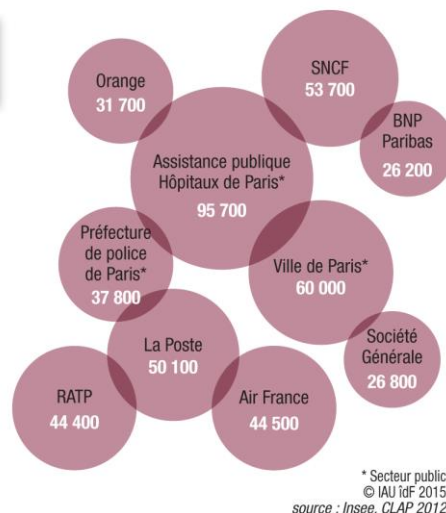 Orange
31 700
SNCF
53 700
BNP
Paribas
26 200
Assistance publique
Hôpitaux de Paris*
95 700
Préfecture
de police
de Paris*
37 800
Ville de Paris*
60 000
La Poste
50 100
Société
Générale
26 800
RATP
44 400
Air France
44 500
* Secteur public
© IAU îdF 2015
source : Insee, CLAP 2012